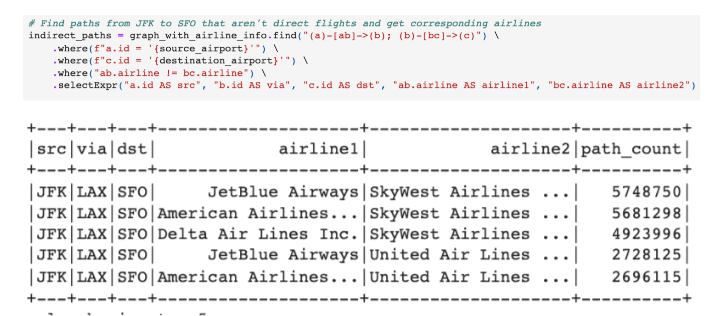 # Find paths from JFK to SFO that aren't direct flights and get corresponding airlines
indirect_paths = graph_with_airline_info.find("(a)-[ab]->(b); (b)-[bc]->(c)") \
    .where(f"a.id = '{source_airport}'") \
    .where(f"c.id = '{destination_airport}'") \
    .where("ab.airline != bc.airline") \
    .selectExpr("a.id AS src", "b.id AS via", "c.id AS dst", "ab.airline AS airline1", "bc.airline AS airline2")
+---+---+---+--------------------+--------------------+----------+
|src|via|dst|            airline1|            airline2|path_count|
+---+---+---+--------------------+--------------------+----------+
|JFK|LAX|SFO|     JetBlue Airways|SkyWest Airlines ...|   5748750|
|JFK|LAX|SFO|American Airlines...|SkyWest Airlines ...|   5681298|
|JFK|LAX|SFO|Delta Air Lines Inc.|SkyWest Airlines ...|   4923996|
|JFK|LAX|SFO|     JetBlue Airways|United Air Lines ...|   2728125|
|JFK|LAX|SFO|American Airlines...|United Air Lines ...|   2696115|
+---+---+---+--------------------+--------------------+----------+